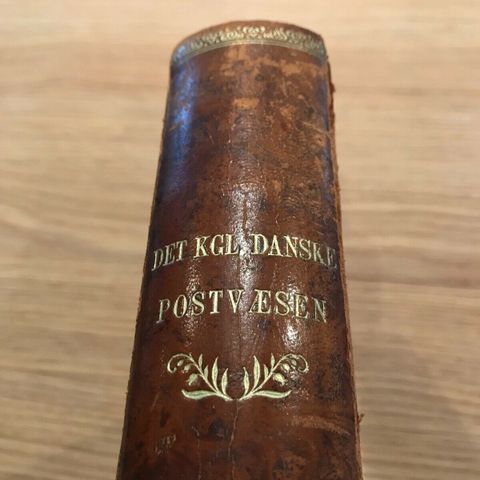 DET KGL. DANSKE
POSTVÆSEN